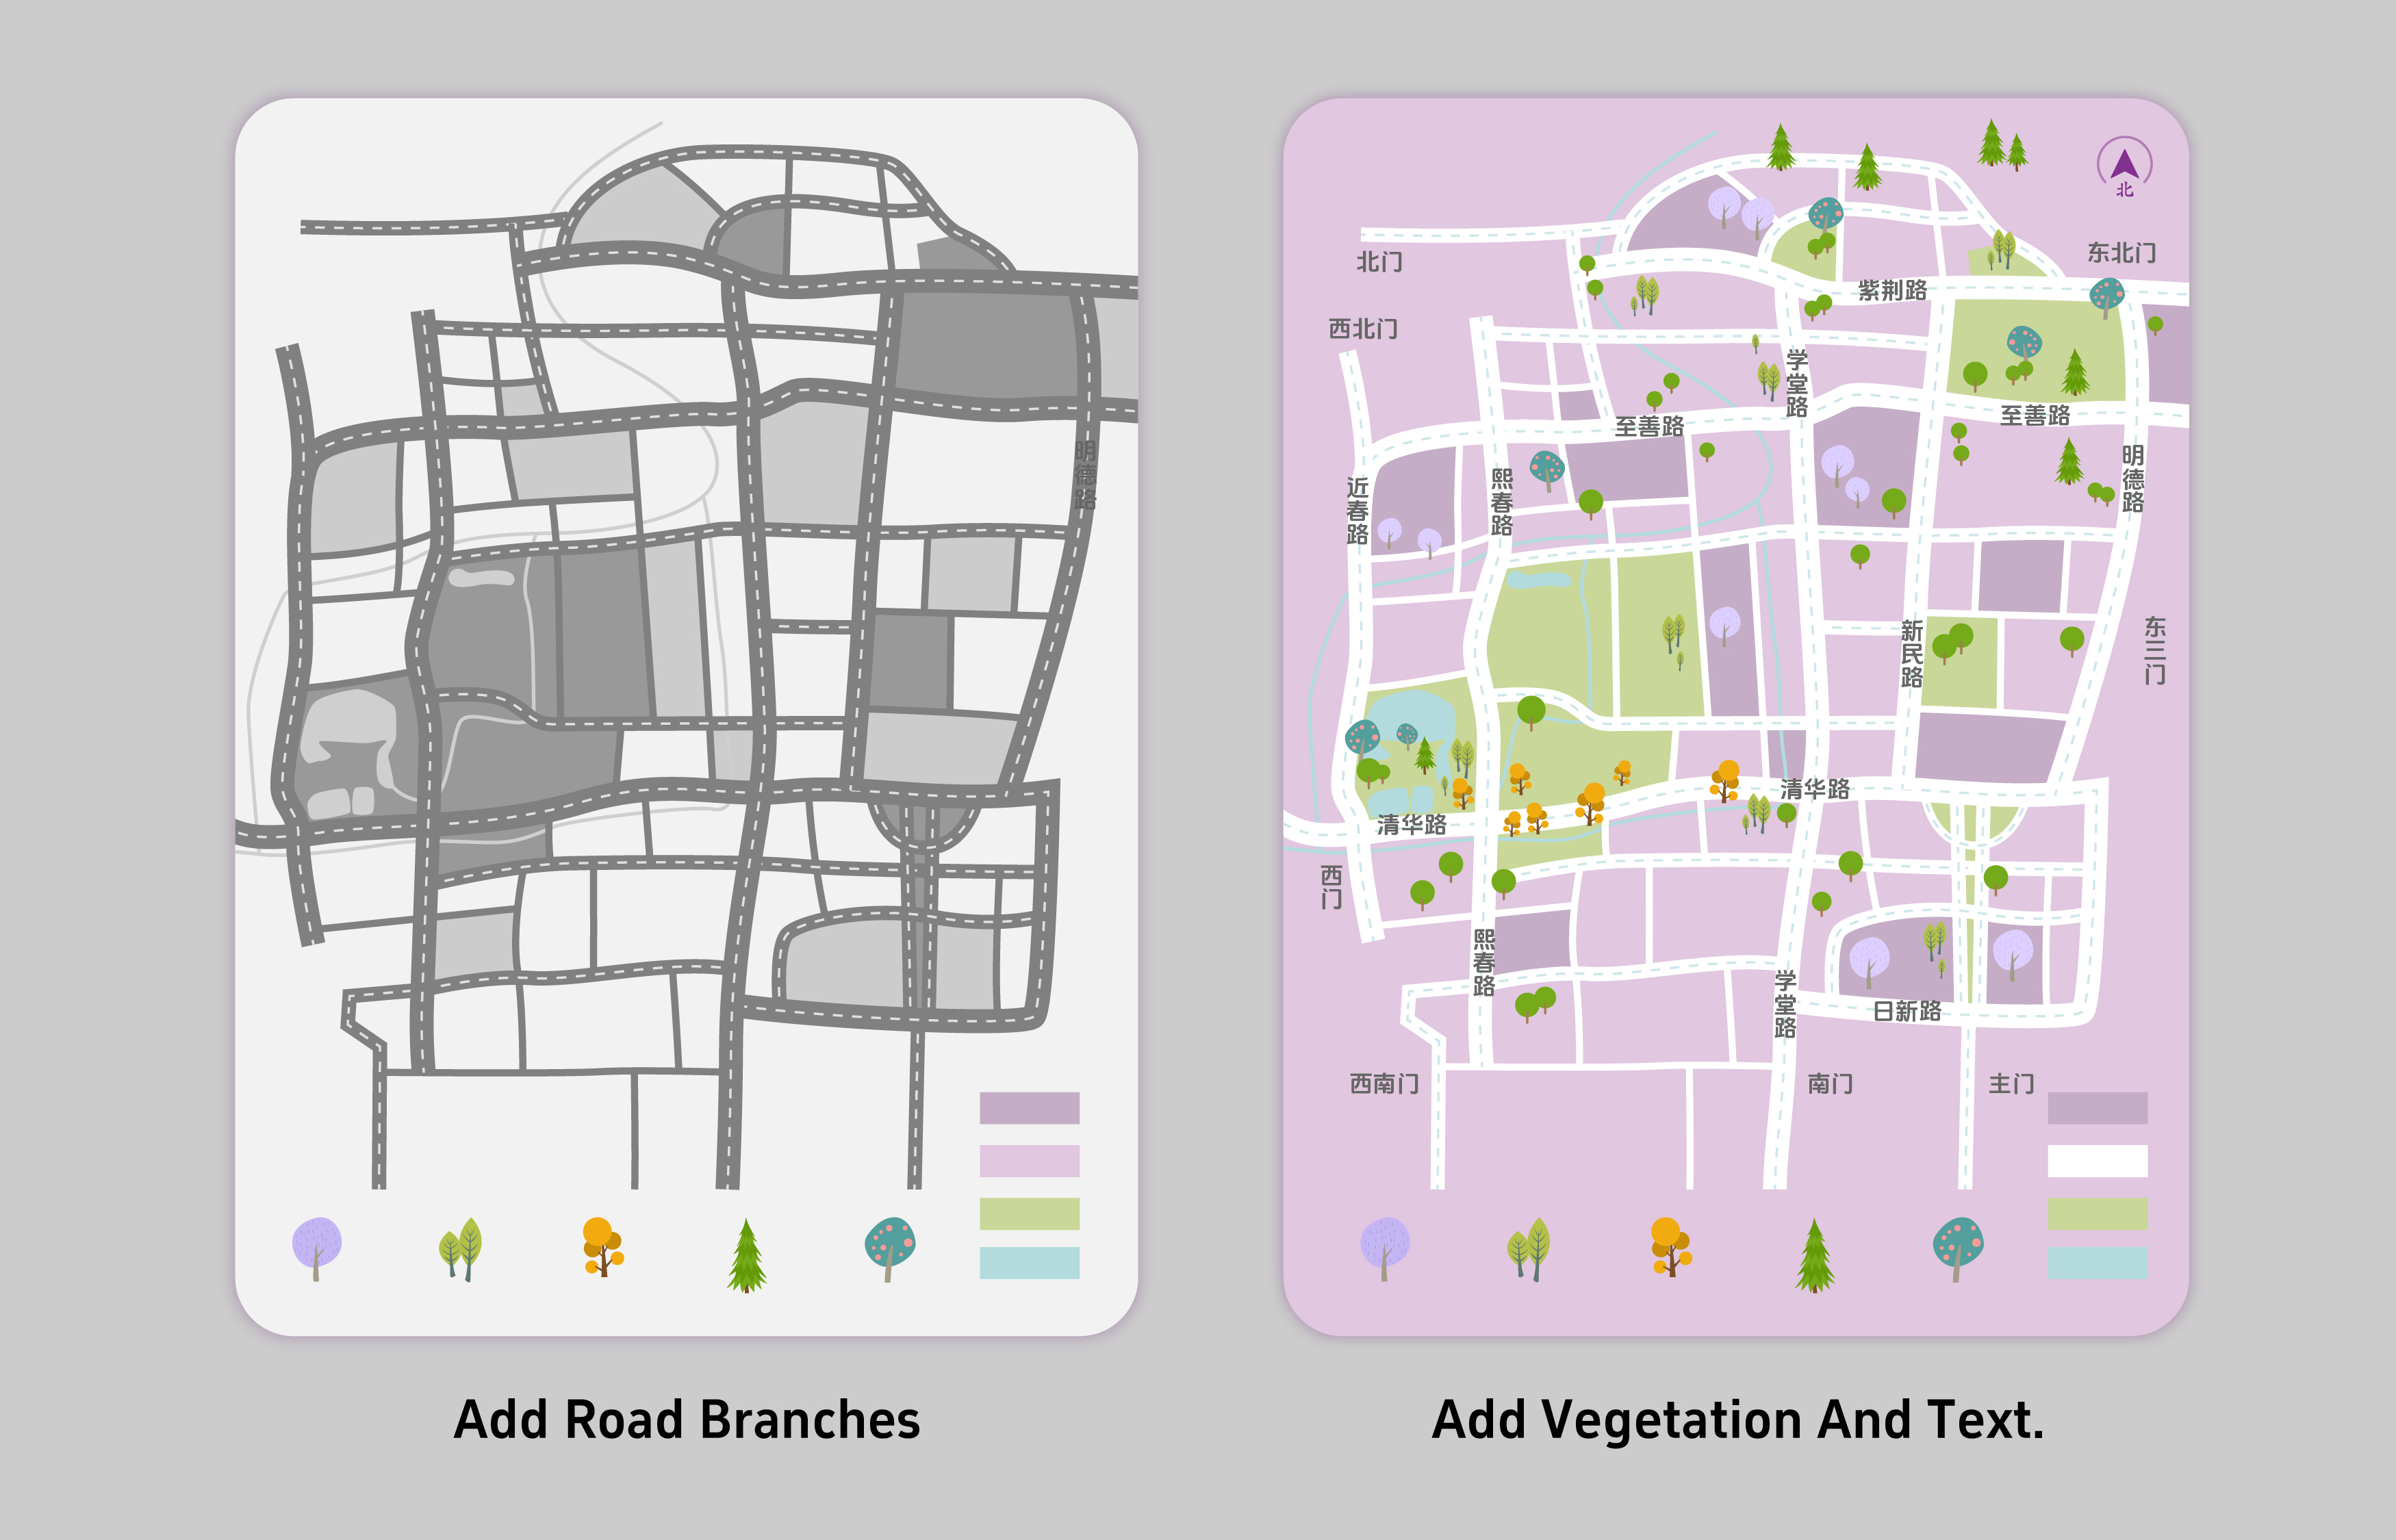 明德路
北
北门
东北门
紫荆路
西北门
学堂路
至善路
至善路
明德路
近春路
熙春路
新民路
东三门
清华路
清华路
西门
熙春路
学堂路
日新路
西南门
南门
主门
Add Road Branches
Add Vegetation And Text.